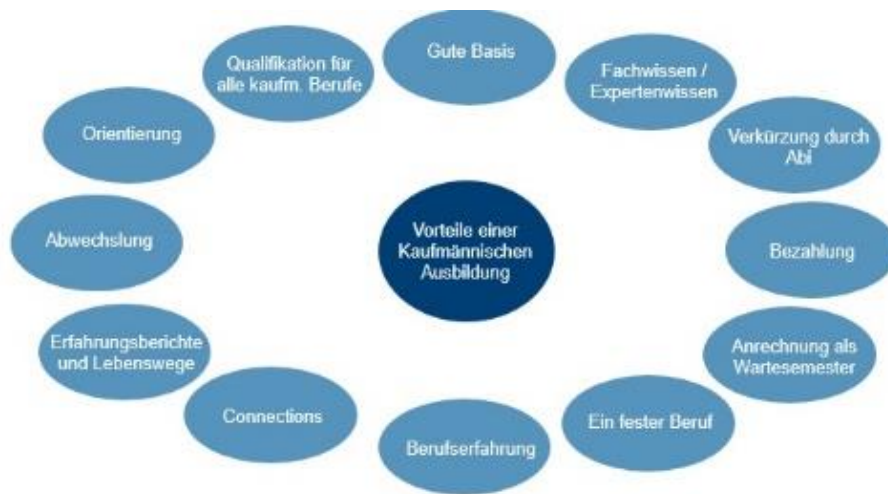 Gute Basis
Fachwissen /
Expertenwissen
Verkürzung durch
Abi
Bezahlung
Anrechnung als
Wartesemester
Ein fester Beruf
Berufserfahrung
Connections
Erfahrungsberichte
und Lebenswege
Abwechslung
Orientierung
Qualifikation für
alle kaufm. Berufe
Vorteile einer
Kaufmännischen
Ausbildung